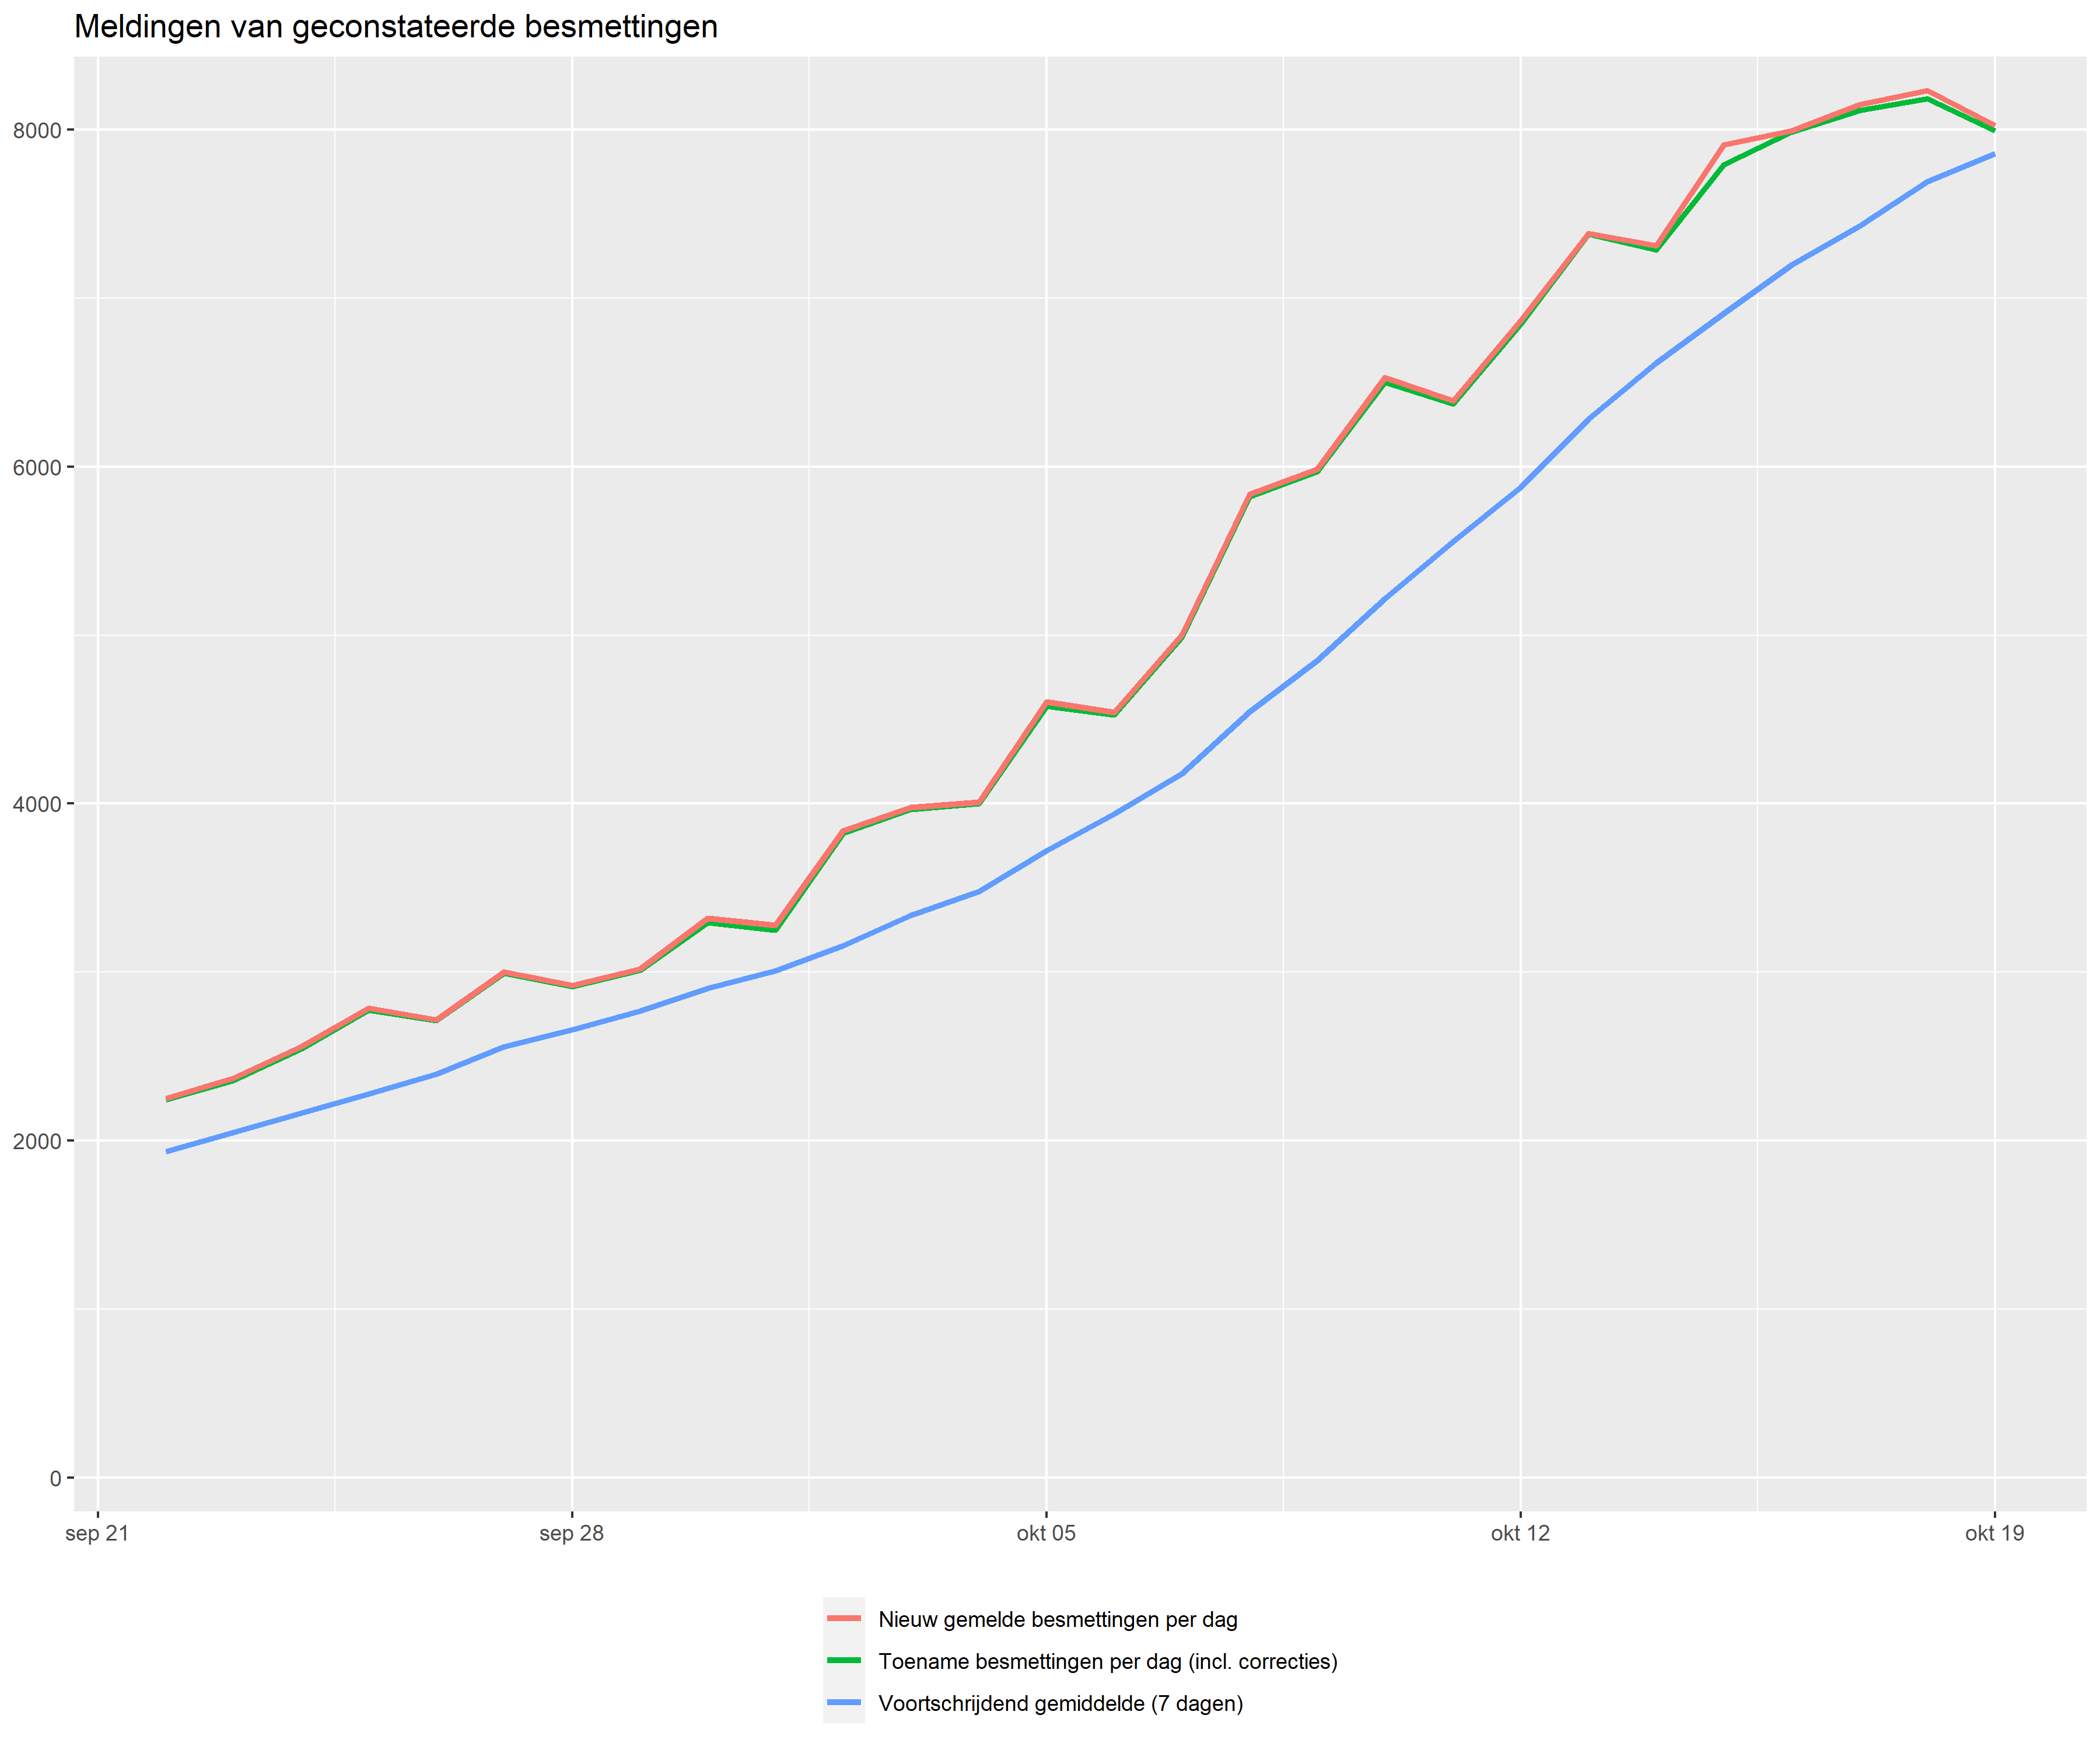 Meldingen van geconstateerde besmettingen
8000
6000
4000
2000
0
sep 21
sep 28
okt 05
okt 12
okt 19
Nieuw gemelde besmettingen per dag
Toename besmettingen per dag (incl. correcties)
Voortschrijdend gemiddelde (7 dagen)